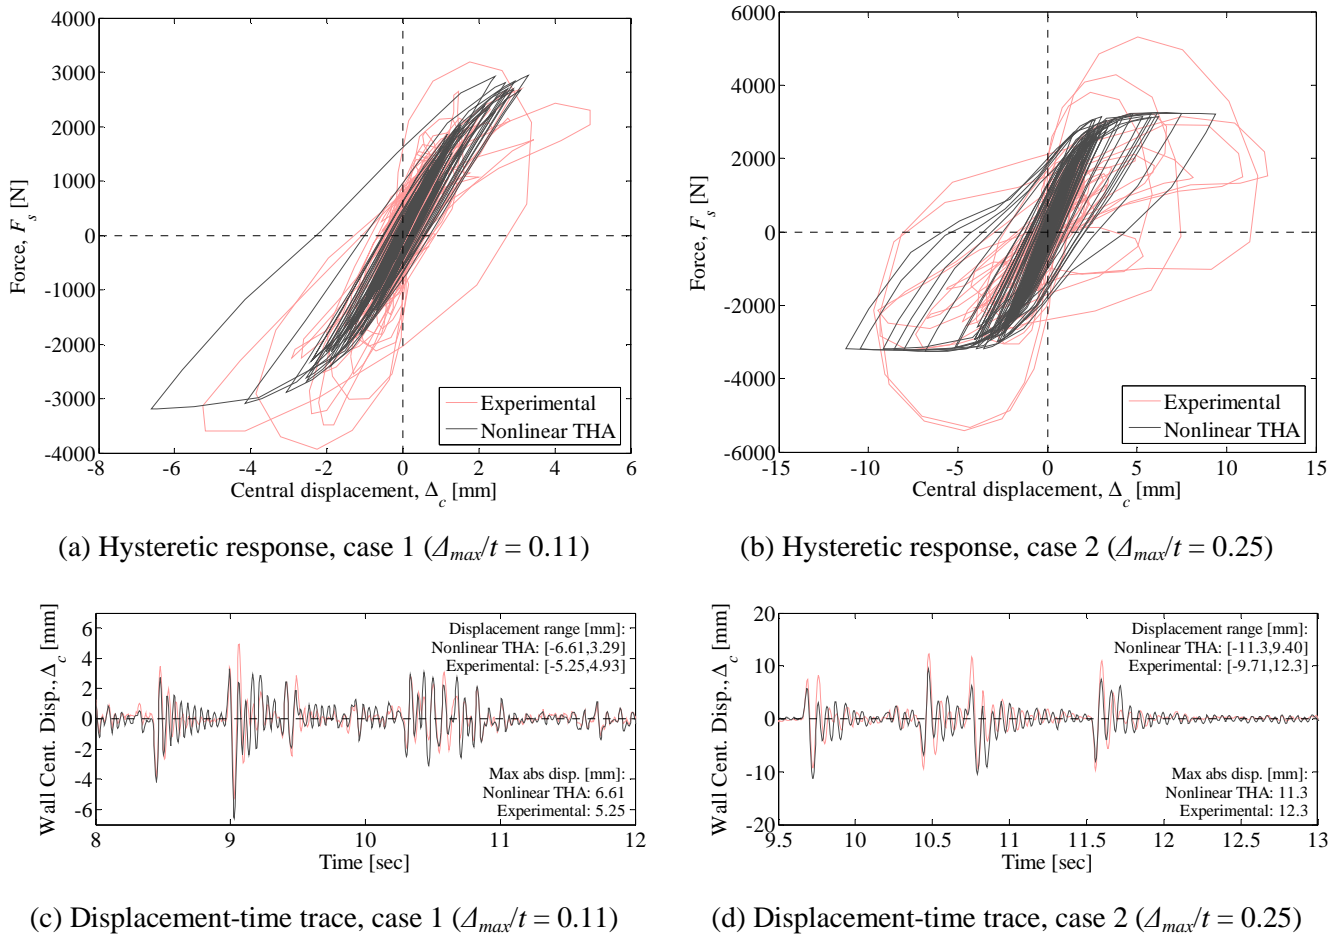 4000
3000
2000
1000
0
-1000
-2000
-3000
-4000
Force, F_s [N]
-8 -6 -4 -2 0 2 4 6
Central displacement, Δ_c [mm]
Experimental
Nonlinear THA
(a) Hysteretic response, case 1 (Δ_max/t = 0.11)
6000
4000
2000
0
-2000
-4000
-6000
Force, F_s [N]
-15 -10 -5 0 5 10 15
Central displacement, Δ_c [mm]
Experimental
Nonlinear THA
(b) Hysteretic response, case 2 (Δ_max/t = 0.25)
6
4
2
0
-2
-4
-6
Wall Cent. Disp., Δ_c [mm]
Displacement range [mm]:
Nonlinear THA: [-6.61,3.29]
Experimental: [-5.25,4.93]
Max abs disp. [mm]:
Nonlinear THA: 6.61
Experimental: 5.25
8 9 10 11 12
Time [sec]
(c) Displacement-time trace, case 1 (Δ_max/t = 0.11)
20
10
0
-10
-20
Wall Cent. Disp., Δ_c [mm]
Displacement range [mm]:
Nonlinear THA: [-11.3,9.40]
Experimental: [-9.71,12.3]
Max abs disp. [mm]:
Nonlinear THA: 11.3
Experimental: 12.3
9.5 10 10.5 11 11.5 12 12.5 13
Time [sec]
(d) Displacement-time trace, case 2 (Δ_max/t = 0.25)